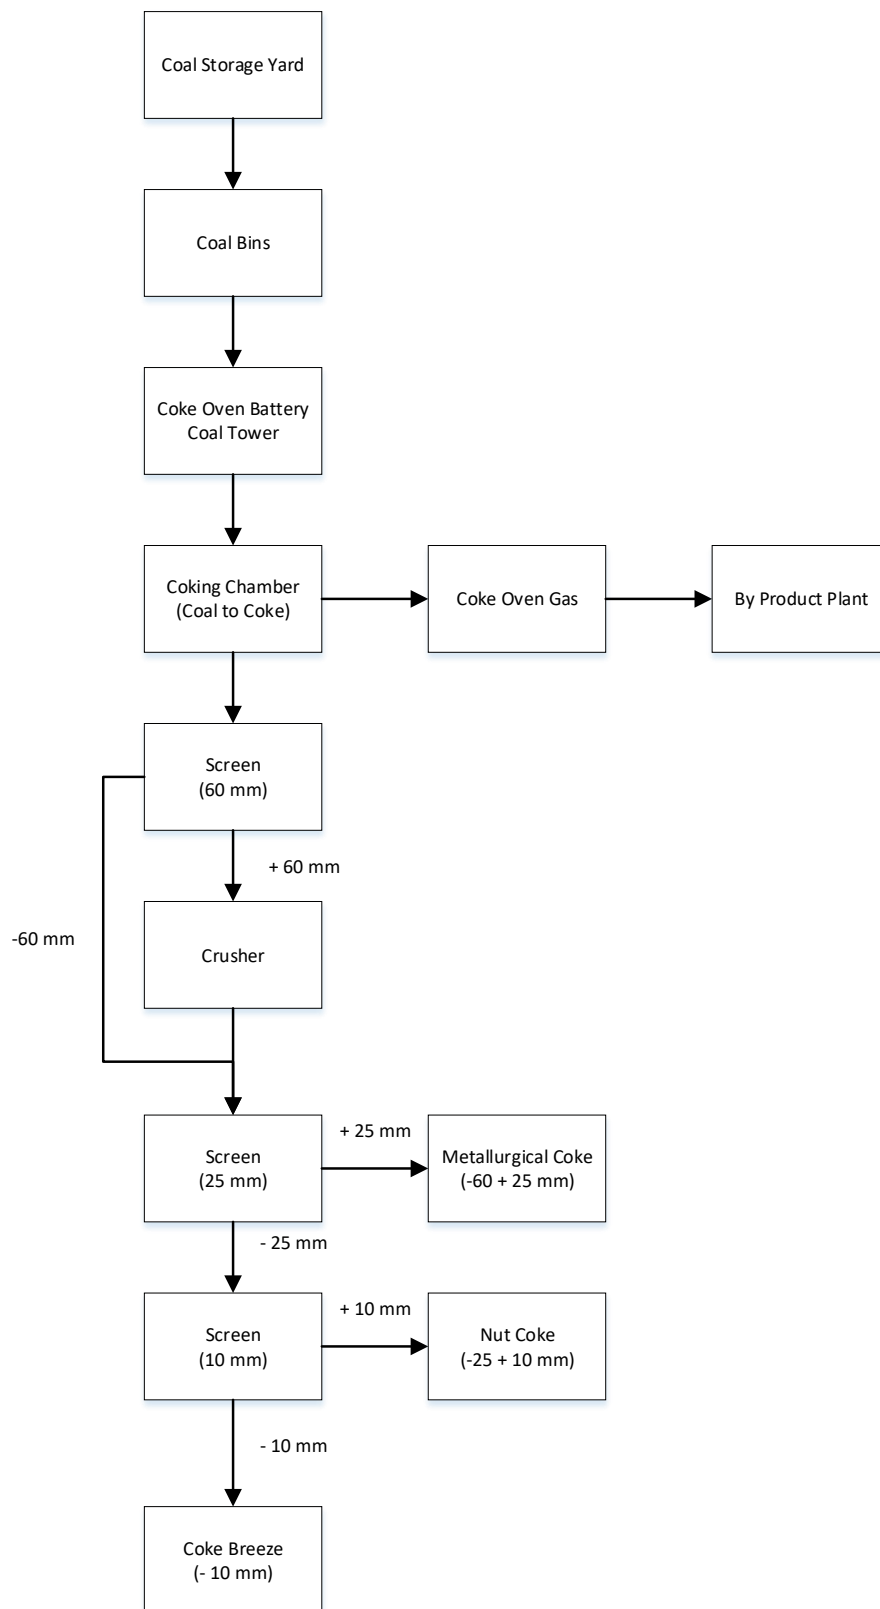 Coal Storage Yard
Coal Bins
Coke Oven Battery
Coal Tower
Coking Chamber
(Coal to Coke)
Coke Oven Gas
By Product Plant
Screen
(60 mm)
+ 60 mm
-60 mm
Crusher
Screen
(25 mm)
+ 25 mm
Metallurgical Coke
(-60 + 25 mm)
- 25 mm
Screen
(10 mm)
+ 10 mm
Nut Coke
(-25 + 10 mm)
- 10 mm
Coke Breeze
(- 10 mm)